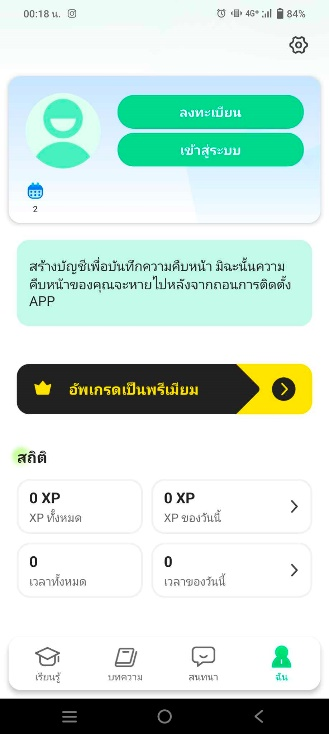 00:18 น. 4G+ 84%
ลงทะเบียน
เข้าสู่ระบบ
2
สร้างบัญชีเพื่อบันทึกความคืบหน้า มิฉะนั้นความ
คืบหน้าของคุณจะหายไปหลังจากถอนการติดตั้ง
APP
อัพเกรดเป็นพรีเมียม
สถิติ
0 XP
XP ทั้งหมด
0 XP
XP ของวันนี้
0
เวลาทั้งหมด
0
เวลาของวันนี้
เรียนรู้
บทความ
สนทนา
ฉัน